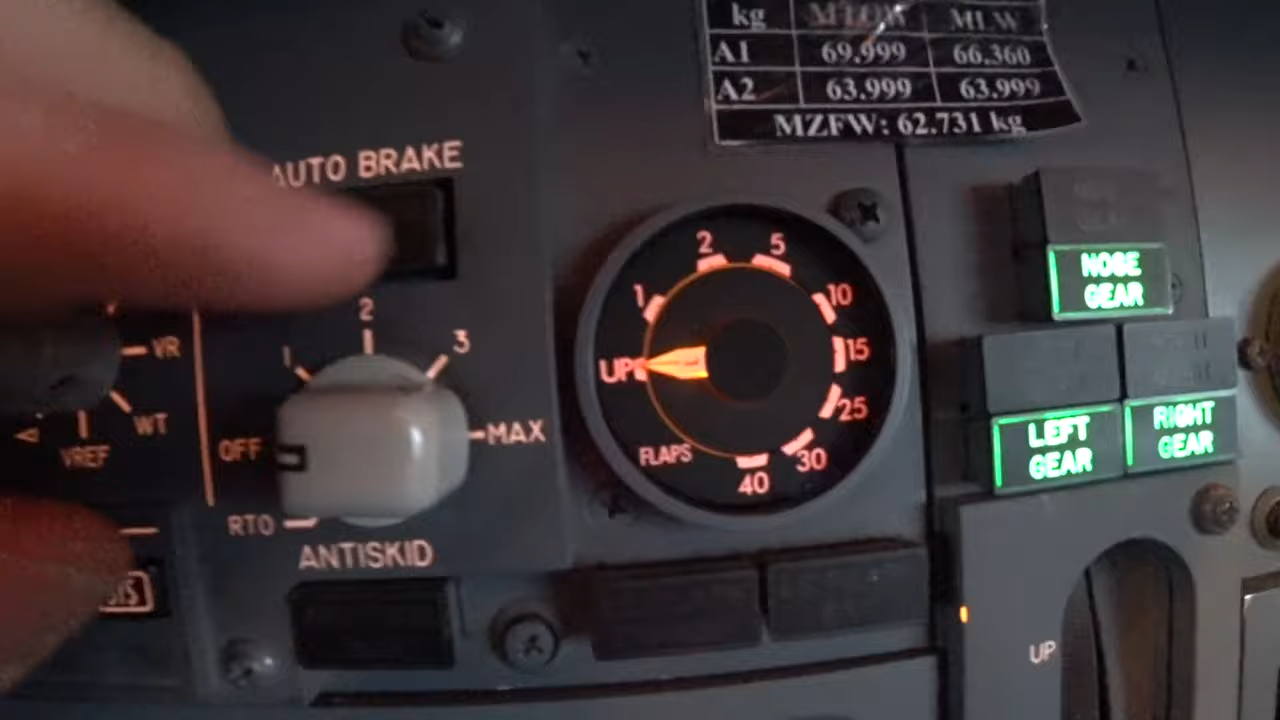 kg MTOW MLW
A1 69.999 66.360
A2 63.999 63.999
MZFW: 62.731 kg
AUTO BRAKE
1 2 3
OFF MAX
RTO
ANTISKID
VR
WT
VREF
1 2 5 10 15 25 30 40
UP
FLAPS
NOSE
GEAR
LEFT
GEAR
RIGHT
GEAR
UP